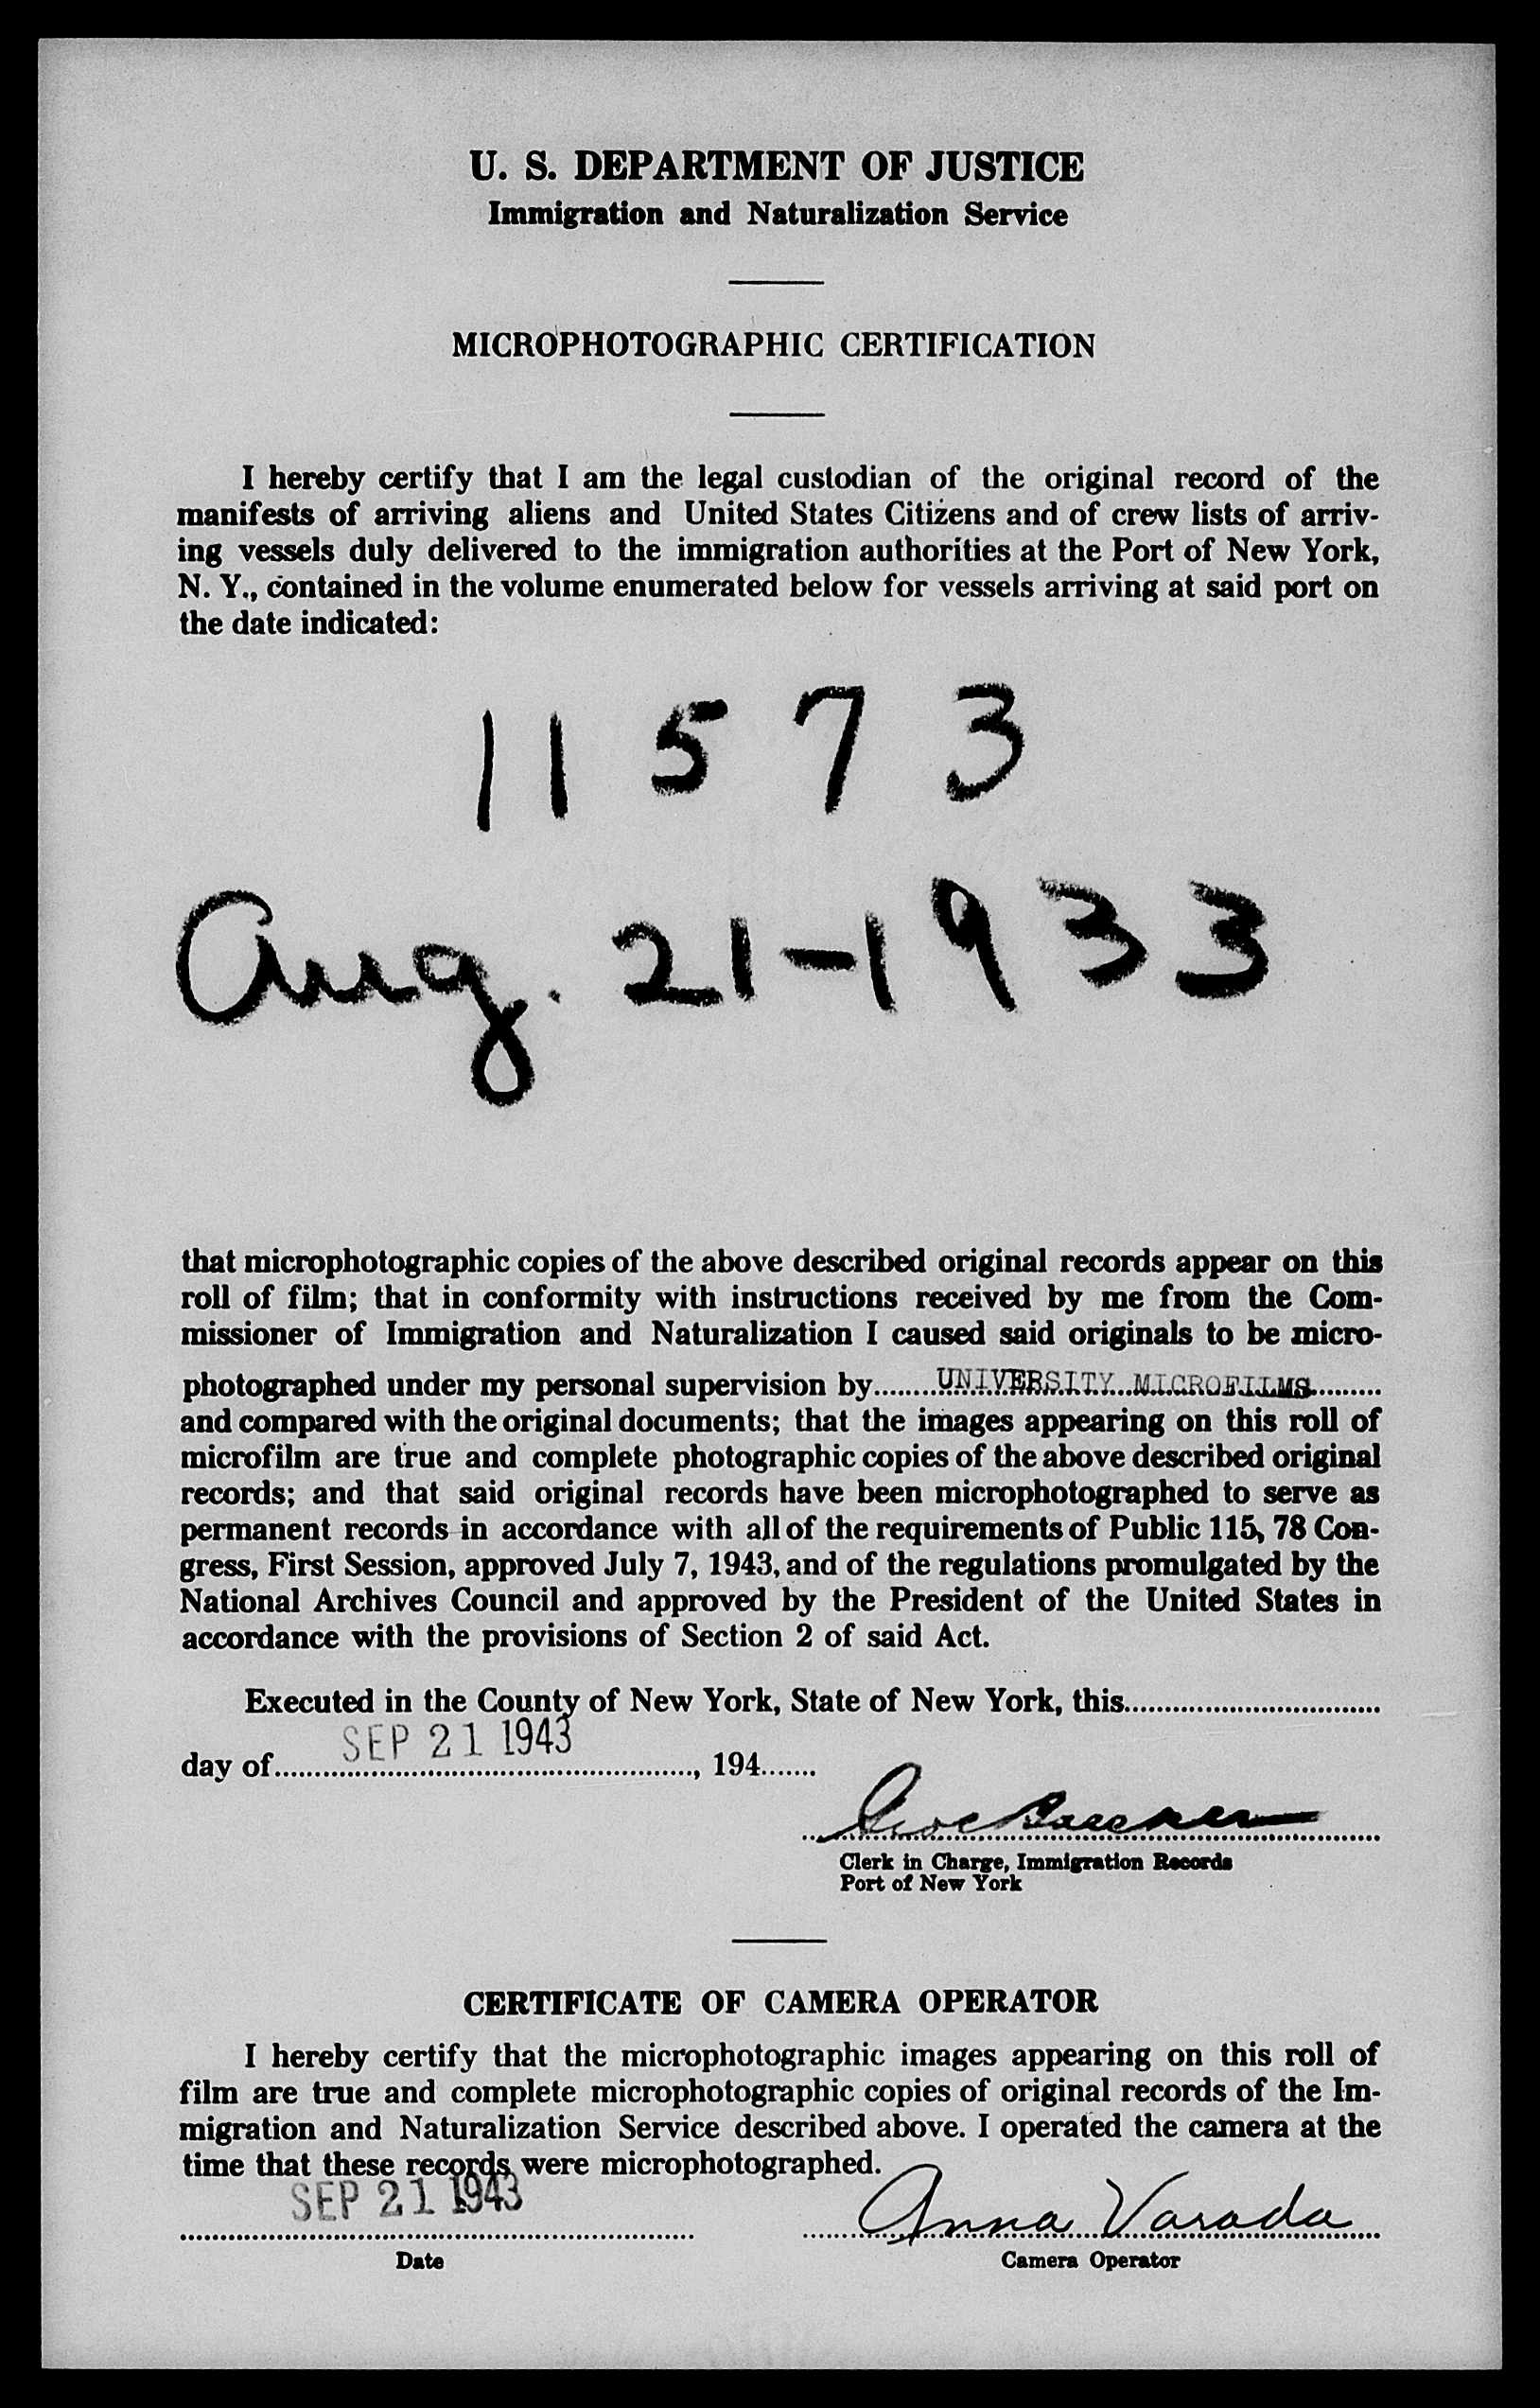 U. S. DEPARTMENT OF JUSTICE
Immigration and Naturalization Service
MICROPHOTOGRAPHIC CERTIFICATION
I hereby certify that I am the legal custodian of the original record of the
manifests of arriving aliens and United States Citizens and of crew lists of arriv-
ing vessels duly delivered to the immigration authorities at the Port of New York,
N. Y., contained in the volume enumerated below for vessels arriving at said port on
the date indicated:
11573
Aug. 21-1933
that microphotographic copies of the above described original records appear on this
roll of film; that in conformity with instructions received by me from the Com-
missioner of Immigration and Naturalization I caused said originals to be micro-
photographed under my personal supervision by........UNIVERSITY MICROFILMS.........
and compared with the original documents; that the images appearing on this roll of
microfilm are true and complete photographic copies of the above described original
records; and that said original records have been microphotographed to serve as
permanent records in accordance with all of the requirements of Public 115, 78 Con-
gress, First Session, approved July 7, 1943, and of the regulations promulgated by the
National Archives Council and approved by the President of the United States in
accordance with the provisions of Section 2 of said Act.
Executed in the County of New York, State of New York, this................................
SEP 21 1943
day of...................................................., 194.......
Clerk in Charge, Immigration Records
Port of New York
CERTIFICATE OF CAMERA OPERATOR
I hereby certify that the microphotographic images appearing on this roll of
film are true and complete microphotographic copies of original records of the Im-
migration and Naturalization Service described above. I operated the camera at the
time that these records were microphotographed.
SEP 21 1943 Anna Varada
Date Camera Operator